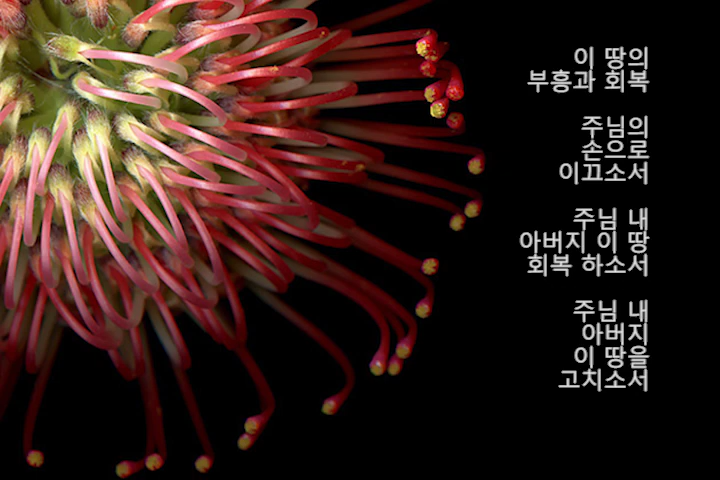 이 땅의
부흥과 회복
주님의
손으로
이끄소서
주님 내
아버지 이 땅
회복 하소서
주님 내
아버지
이 땅을
고치소서